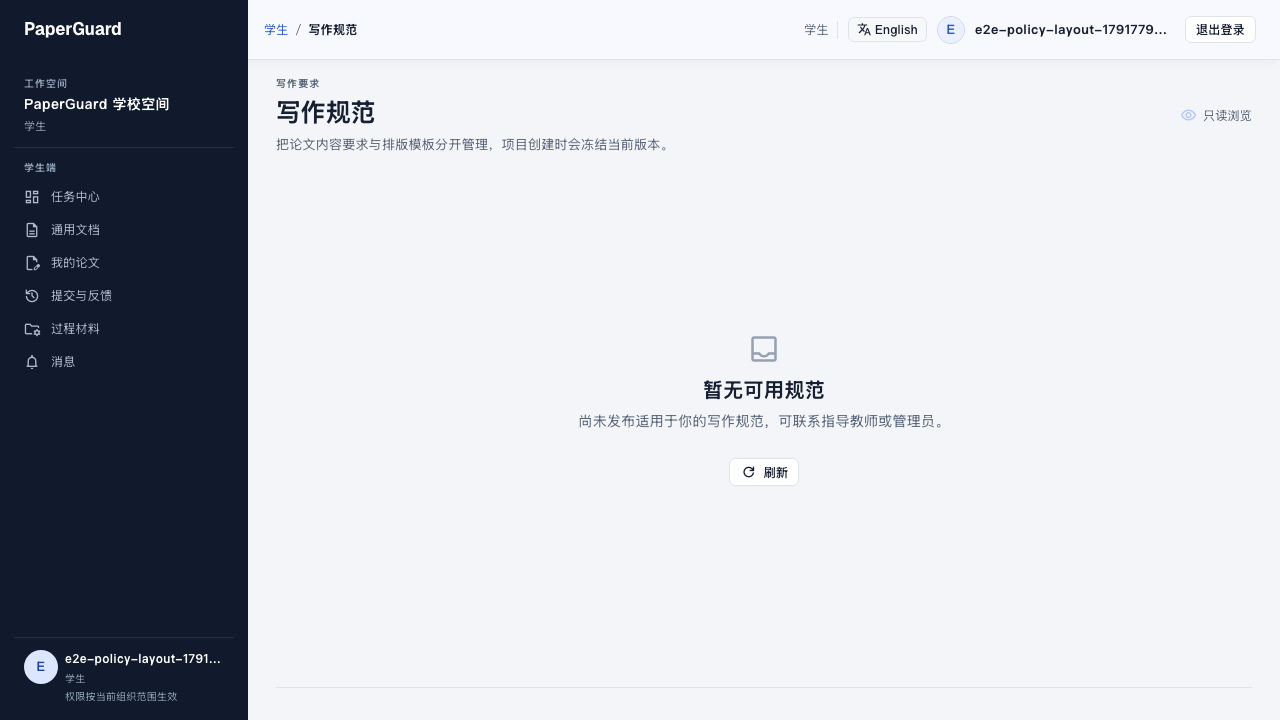 PaperGuard
工作空间
PaperGuard 学校空间
学生
学生端
任务中心
通用文档
我的论文
提交与反馈
过程材料
消息
E
e2e-policy-layout-1791...
学生
权限按当前组织范围生效
学生 / 写作规范
学生
English
E
e2e-policy-layout-1791779...
退出登录
写作要求
写作规范
只读浏览
把论文内容要求与排版模板分开管理，项目创建时会冻结当前版本。
暂无可用规范
尚未发布适用于你的写作规范，可联系指导教师或管理员。
刷新